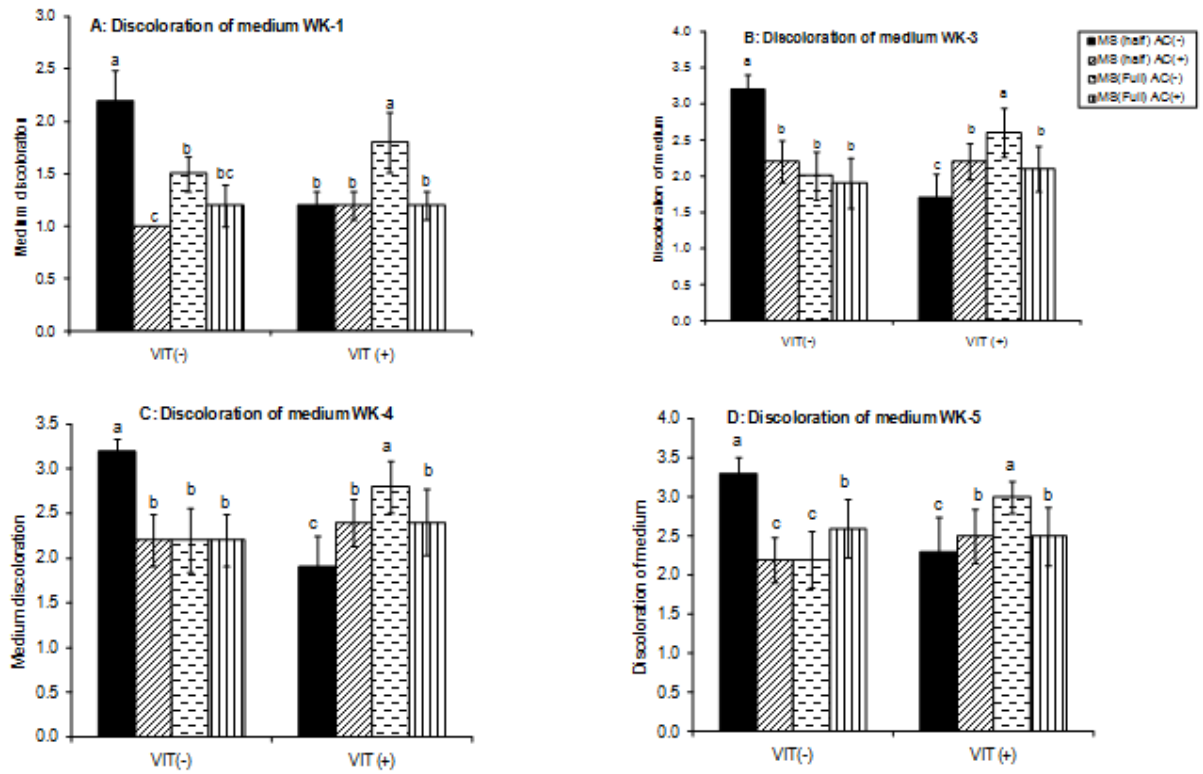 A: Discoloration of medium WK-1
Medium discoloration
3.0
2.5
2.0
1.5
1.0
0.5
0.0
a
c
b
bc
b
b
a
b
VIT(-)
VIT (+)
B: Discoloration of medium WK-3
Discoloration of medium
4.0
3.5
3.0
2.5
2.0
1.5
1.0
0.5
0.0
a
b
b
b
c
b
a
b
VIT(-)
VIT (+)
MS (half) AC(-)
MS (half) AC(+)
MS(Full) AC(-)
MS(Full) AC(+)
C: Discoloration of medium WK-4
Medium discoloration
3.5
3.0
2.5
2.0
1.5
1.0
0.5
0.0
a
b
b
b
c
b
a
b
VIT(-)
VIT (+)
D: Discoloration of medium WK-5
Discoloration of medium
4.0
3.5
3.0
2.5
2.0
1.5
1.0
0.5
0.0
a
c
c
b
c
b
a
b
VIT(-)
VIT (+)